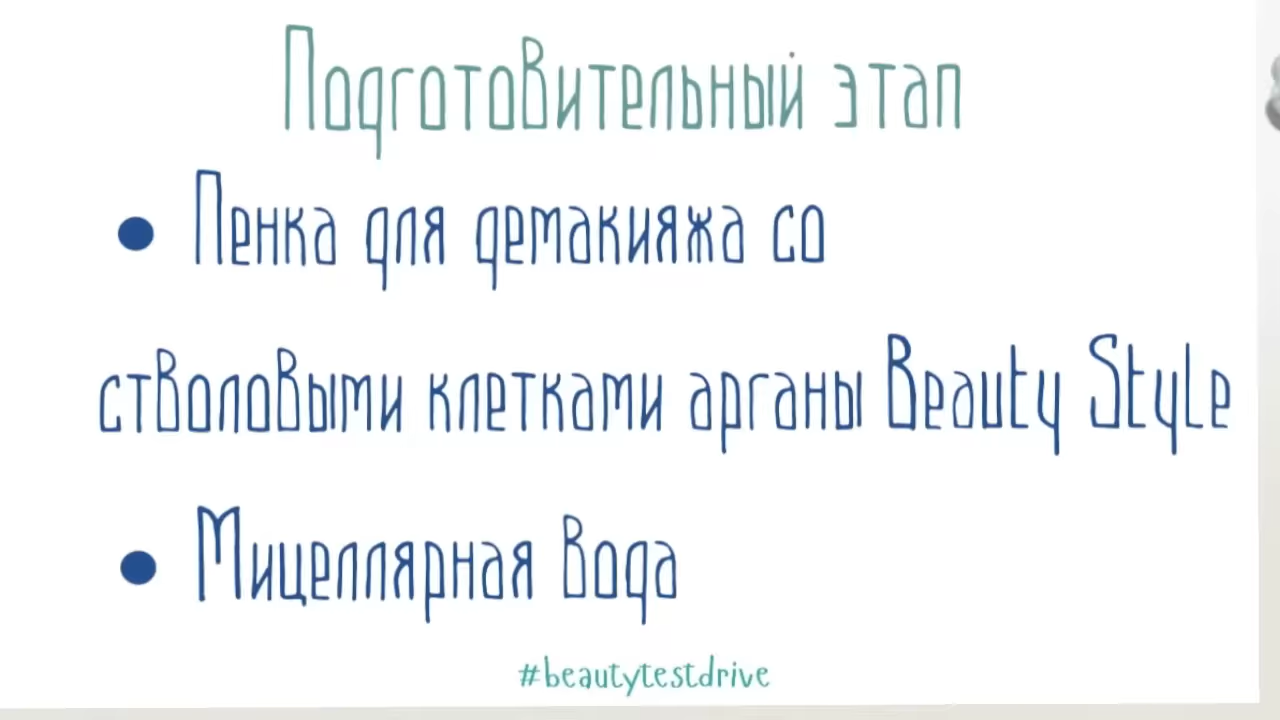 Подготовительный этап
• Пенка для демакияжа со
стволовыми клетками арганы Beauty Style
• Мицеллярная вода
#beautytestdrive